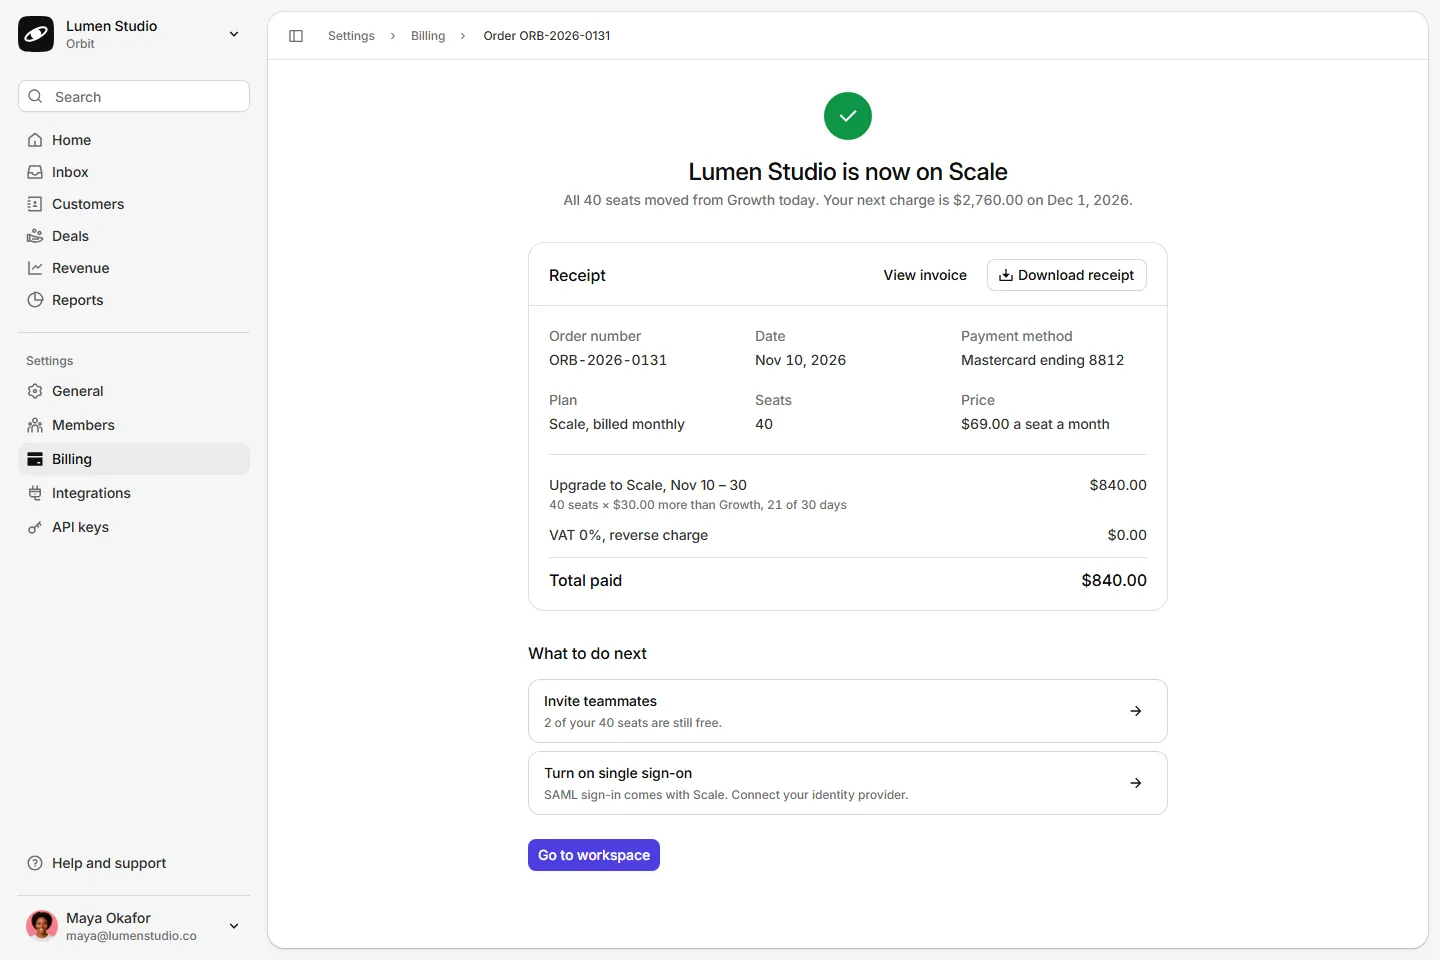 Lumen Studio
Orbit
Search
Home
Inbox
Customers
Deals
Revenue
Reports
Settings
General
Members
Billing
Integrations
API keys
Help and support
Maya Okafor
maya@lumenstudio.co
Settings › Billing › Order ORB-2026-0131
Lumen Studio is now on Scale
All 40 seats moved from Growth today. Your next charge is $2,760.00 on Dec 1, 2026.
Receipt View invoice Download receipt
Order number Date Payment method
ORB-2026-0131 Nov 10, 2026 Mastercard ending 8812
Plan Seats Price
Scale, billed monthly 40 $69.00 a seat a month
Upgrade to Scale, Nov 10 – 30 $840.00
40 seats × $30.00 more than Growth, 21 of 30 days
VAT 0%, reverse charge $0.00
Total paid $840.00
What to do next
Invite teammates
2 of your 40 seats are still free.
Turn on single sign-on
SAML sign-in comes with Scale. Connect your identity provider.
Go to workspace